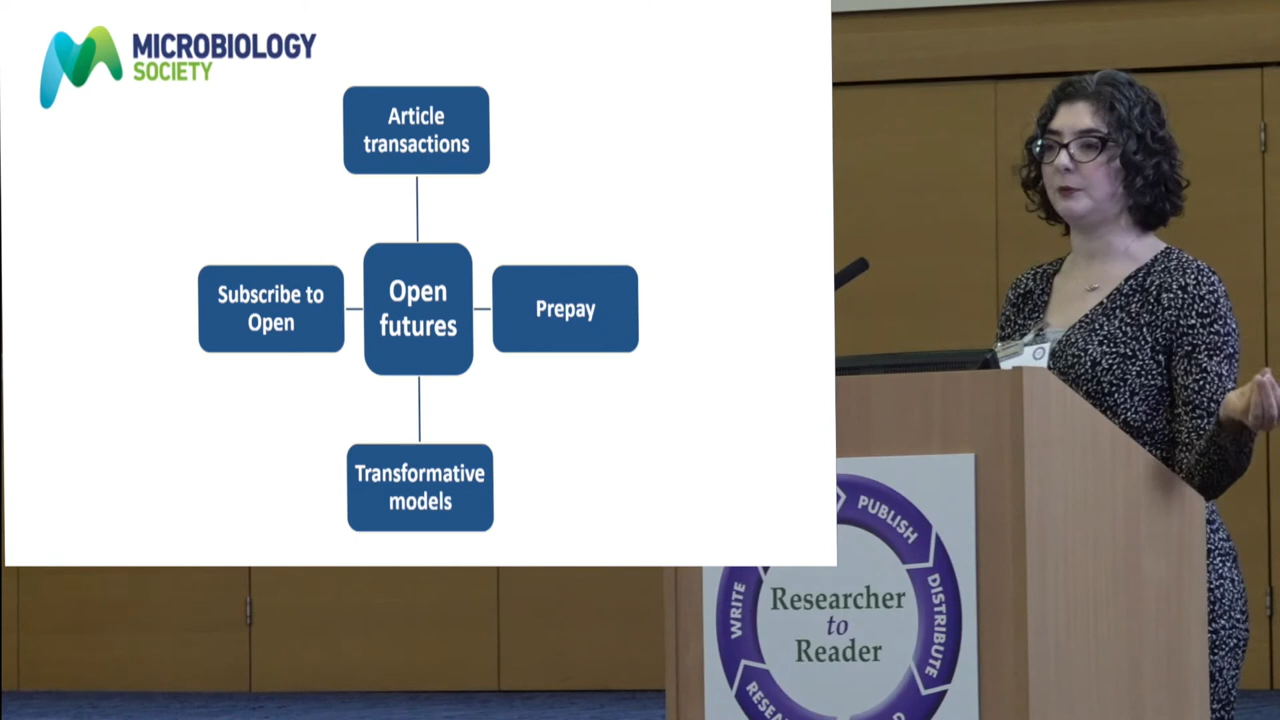 MICROBIOLOGY
SOCIETY
Article
transactions
Subscribe to
Open
Open
futures
Prepay
Transformative
models
PUBLISH
DISTRIBUTE
WRITE
Researcher
to
Reader